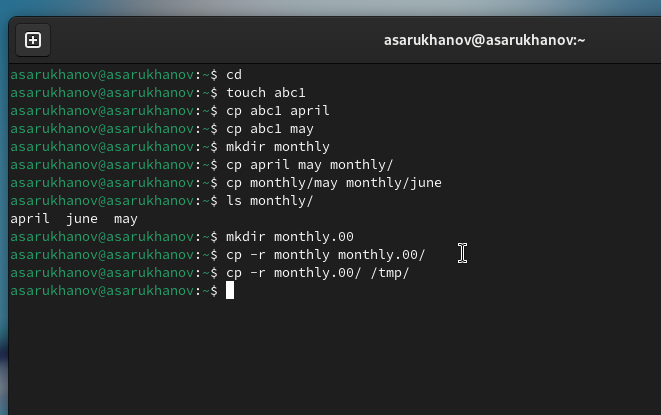 asarukhanov@asarukhanov:~
asarukhanov@asarukhanov:~$ cd
asarukhanov@asarukhanov:~$ touch abc1
asarukhanov@asarukhanov:~$ cp abc1 april
asarukhanov@asarukhanov:~$ cp abc1 may
asarukhanov@asarukhanov:~$ mkdir monthly
asarukhanov@asarukhanov:~$ cp april may monthly/
asarukhanov@asarukhanov:~$ cp monthly/may monthly/june
asarukhanov@asarukhanov:~$ ls monthly/
april  june  may
asarukhanov@asarukhanov:~$ mkdir monthly.00
asarukhanov@asarukhanov:~$ cp -r monthly monthly.00/
asarukhanov@asarukhanov:~$ cp -r monthly.00/ /tmp/
asarukhanov@asarukhanov:~$